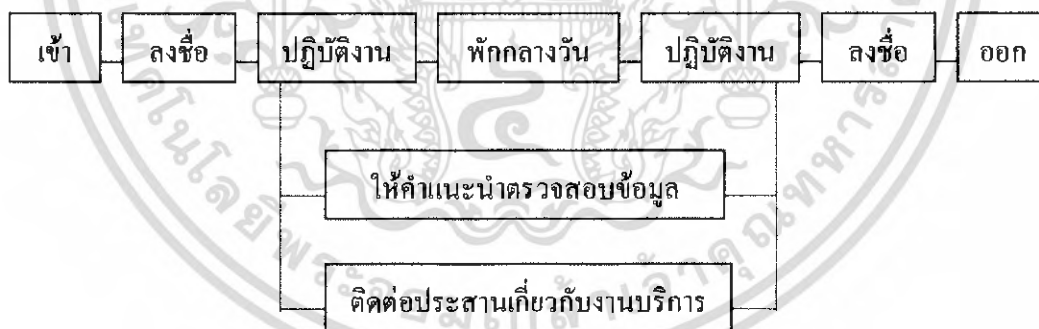 เข้า ลงชื่อ ปฏิบัติงาน พักกลางวัน ปฏิบัติงาน ลงชื่อ ออก
ให้คำแนะนำตรวจสอบข้อมูล
ติดต่อประสานเกี่ยวกับงานบริการ